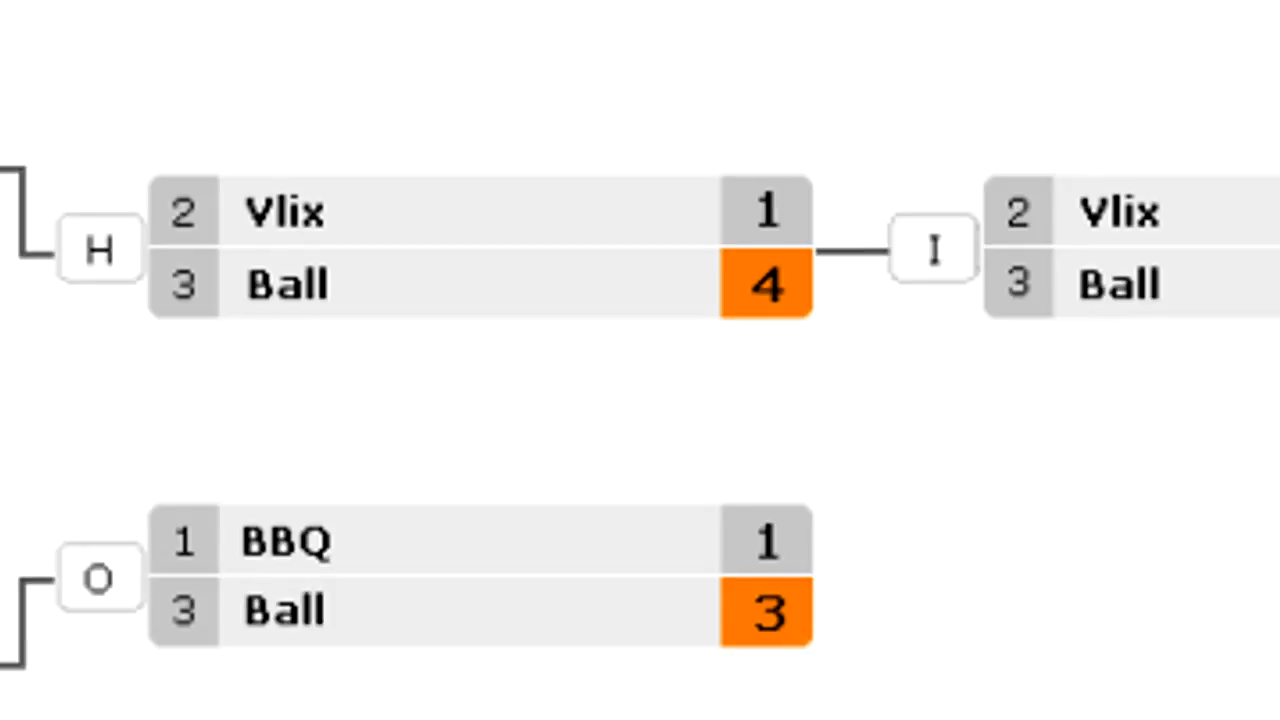 2 Vlix 1
H
3 Ball 4
I
2 Vlix
3 Ball
1 BBQ 1
O
3 Ball 3